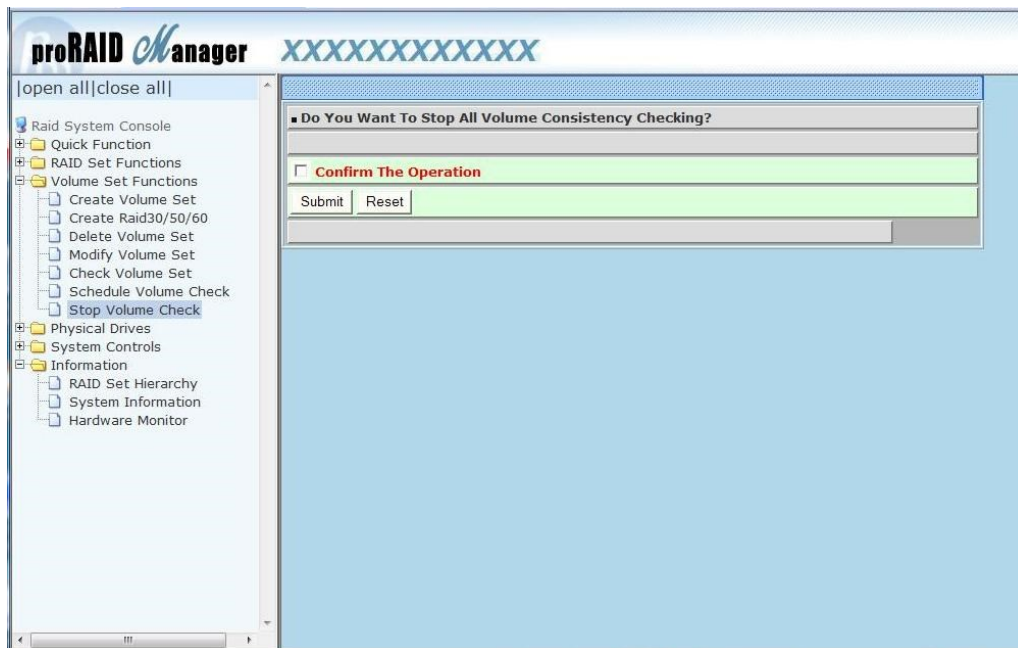 proRAID Manager XXXXXXXXXXXX
|open all|close all|
Raid System Console
Quick Function
RAID Set Functions
Volume Set Functions
Create Volume Set
Create Raid30/50/60
Delete Volume Set
Modify Volume Set
Check Volume Set
Schedule Volume Check
Stop Volume Check
Physical Drives
System Controls
Information
RAID Set Hierarchy
System Information
Hardware Monitor
Do You Want To Stop All Volume Consistency Checking?
Confirm The Operation
Submit Reset